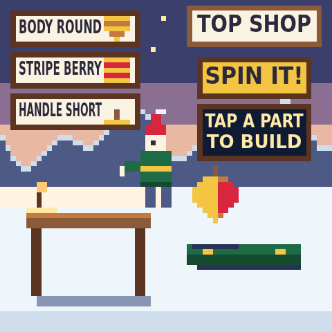 BODY ROUND
STRIPE BERRY
HANDLE SHORT
TOP SHOP
SPIN IT!
TAP A PART
TO BUILD